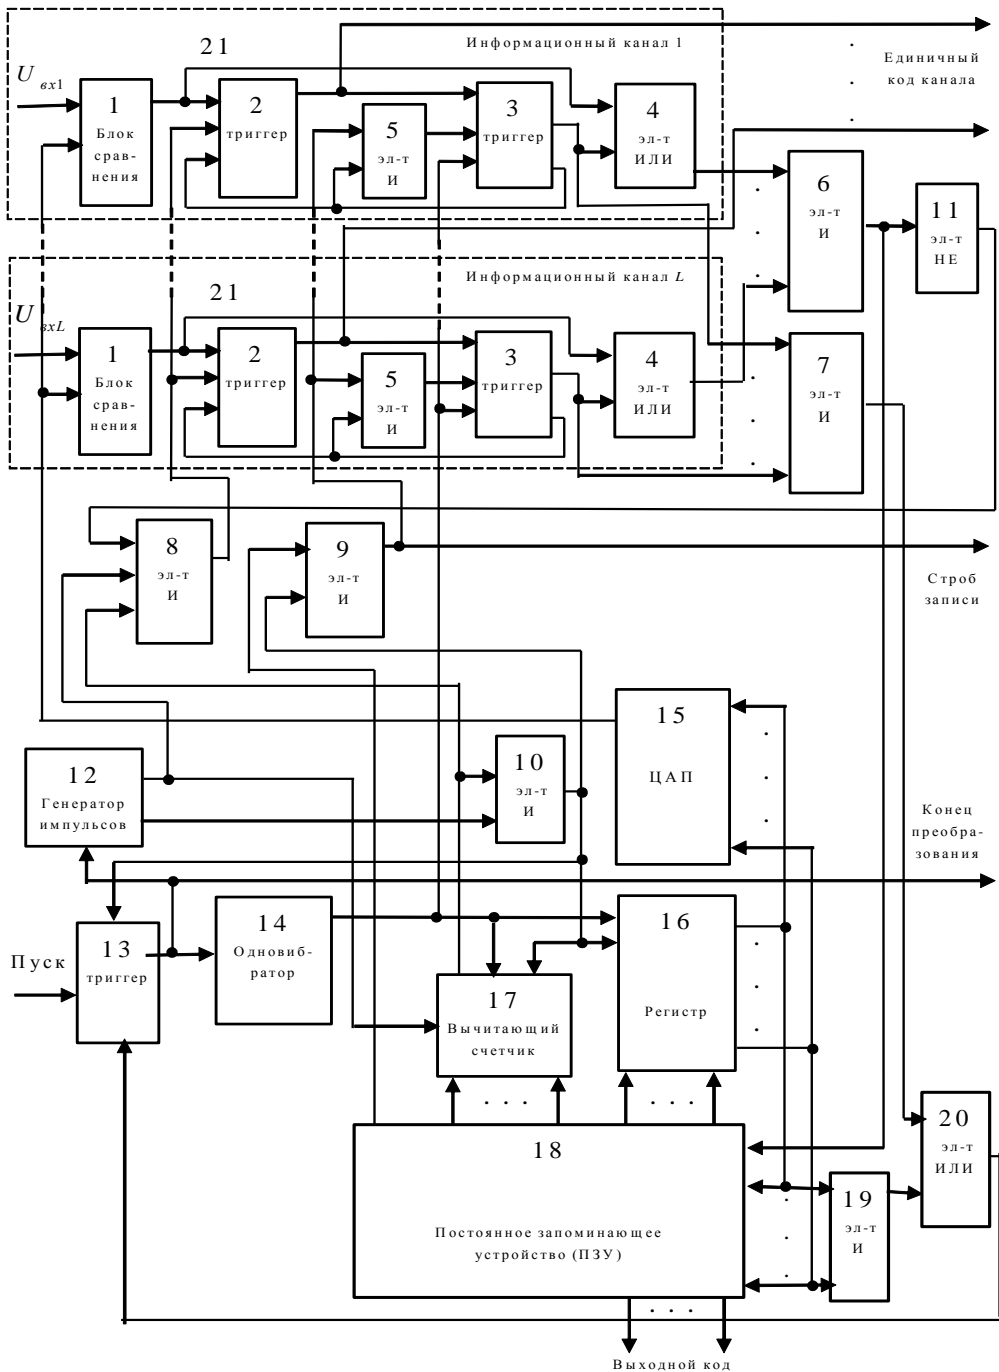 21
Информационный канал 1
Единичный
код канала
U вх1
1
Блок
срав-
нения
2
триггер
5
эл-т
И
3
триггер
4
эл-т
ИЛИ
6
эл-т
И
11
эл-т
НЕ
21
Информационный канал L
U вхL
1
Блок
срав-
нения
2
триггер
5
эл-т
И
3
триггер
4
эл-т
ИЛИ
7
эл-т
И
8
эл-т
И
9
эл-т
И
Строб
записи
15
ЦАП
12
Генератор
импульсов
10
эл-т
И
Конец
преобра-
зования
Пуск
13
триггер
14
Одновиб-
ратор
16
Регистр
17
Вычитающий
счетчик
18
Постоянное запоминающее
устройство (ПЗУ)
19
эл-т
И
20
эл-т
ИЛИ
Выходной код